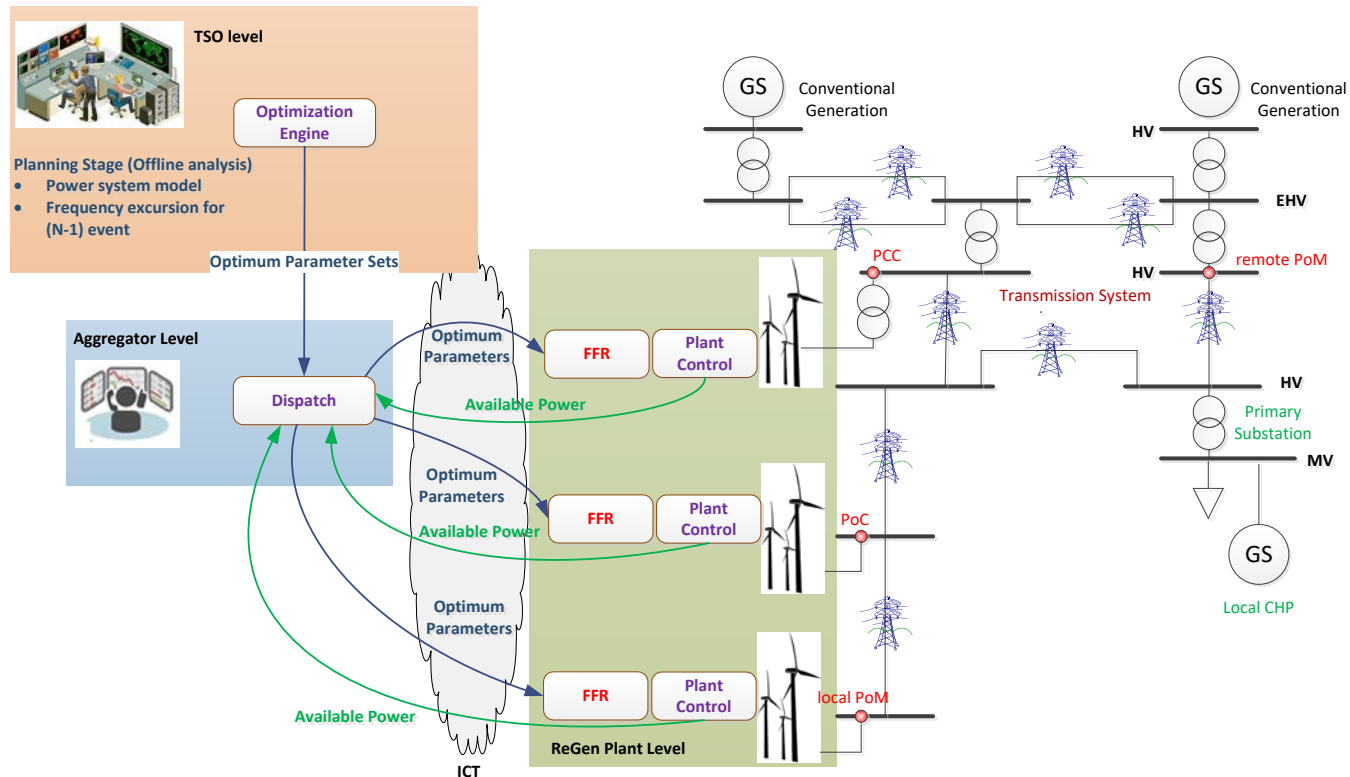 TSO level
Optimization
Engine
Planning Stage (Offline analysis)
• Power system model
• Frequency excursion for
(N-1) event
Optimum Parameter Sets
Aggregator Level
Dispatch
ICT
Optimum
Parameters
FFR
Plant
Control
Available Power
Optimum
Parameters
FFR
Plant
Control
Available Power
Optimum
Parameters
FFR
Plant
Control
Available Power
ReGen Plant Level
GS
Conventional
Generation
GS
Conventional
Generation
HV
EHV
PCC
HV
remote PoM
Transmission System
HV
Primary
Substation
MV
PoC
GS
Local CHP
local PoM